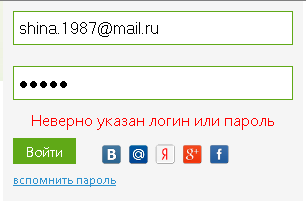 shina.1987@mail.ru
●●●●●
Неверно указан логин или пароль
Войти
В @ Я g+ f
вспомнить пароль